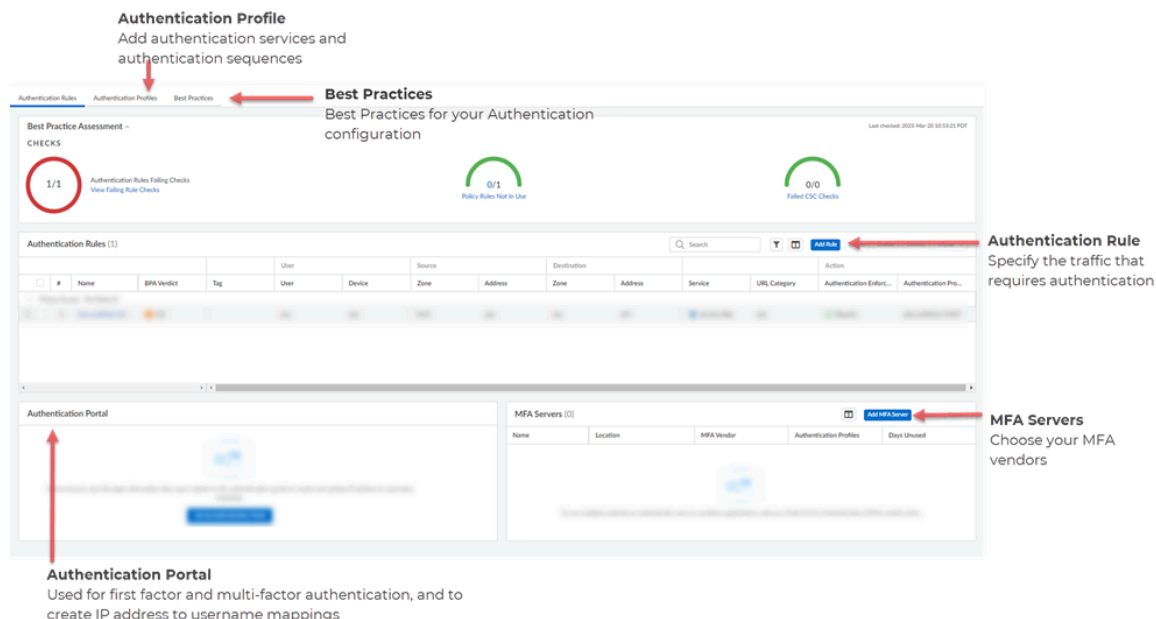 Authentication Profile
Add authentication services and
authentication sequences
Authentication Rules Authentication Profiles Best Practices
Best Practices
Best Practices for your Authentication
configuration
Best Practice Assessment -
Last checked: 2023-Mar-20 10:53:21 PDT
CHECKS
1/1
Authentication Rules Failing Checks
View Failing Rule Checks
0/1
Policy Rules Not In Use
0/0
Failed CSC Checks
Authentication Rules (1)
Search
Add Rule
Authentication Rule
Specify the traffic that
requires authentication
User Source Destination Action
# Name BPA Verdict Tag User Device Zone Address Zone Address Service URL Category Authentication Enforc... Authentication Pro...
Authentication Portal
MFA Servers (0)
Add MFA Server
MFA Servers
Choose your MFA
vendors
Name Location MFA Vendor Authentication Profiles Days Unused
Authentication Portal
Used for first factor and multi-factor authentication, and to
create IP address to username mappings